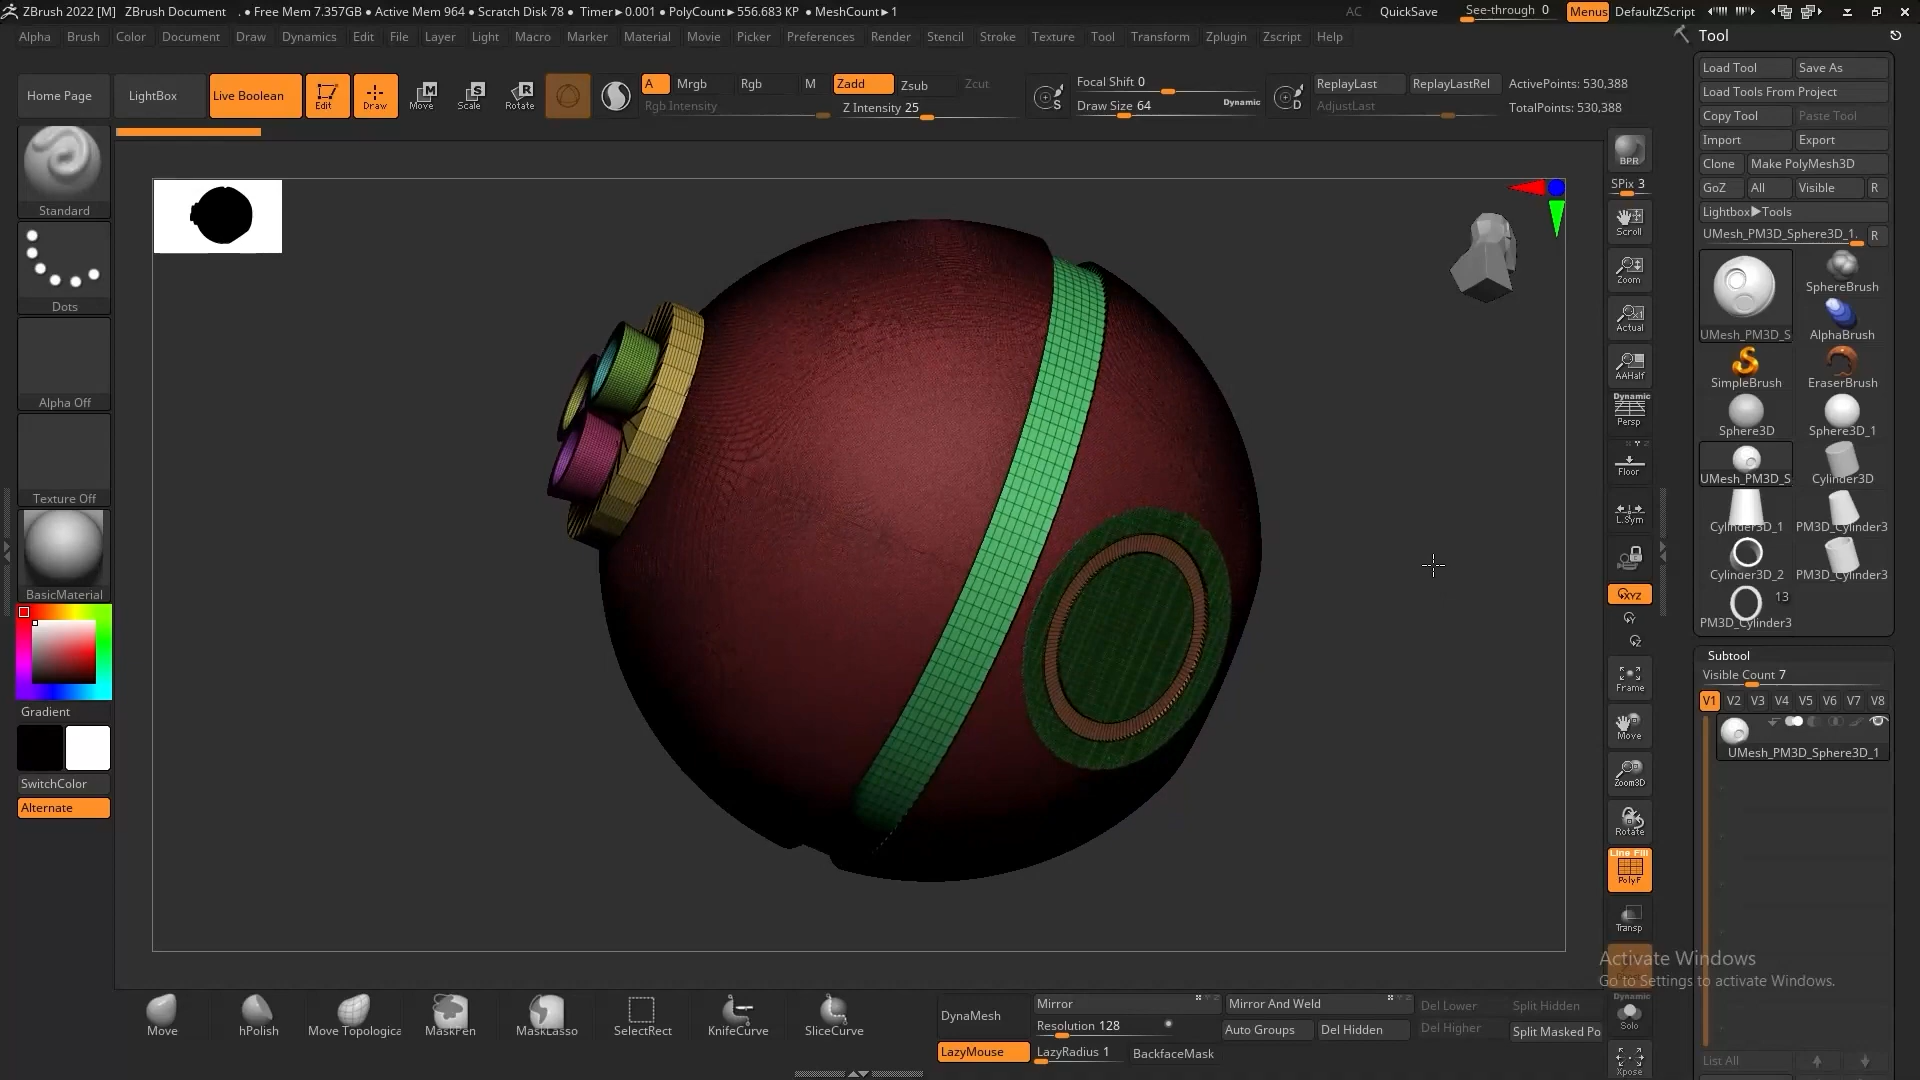 ZBrush 2022 [M] ZBrush Document . ● Free Mem 7.357GB ● Active Mem 964 ● Scratch Disk 78 ● Timer►0.001 ● PolyCount►556.683 KP ● MeshCount►1 AC QuickSave See-through 0 Menus DefaultZScript
Alpha Brush Color Document Draw Dynamics Edit File Layer Light Macro Marker Material Movie Picker Preferences Render Stencil Stroke Texture Tool Transform Zplugin Zscript Help
Home Page LightBox Live Boolean Edit Draw Move Scale Rotate
A Mrgb Rgb M Zadd Zsub Zcut
Rgb Intensity Z Intensity 25
Focal Shift 0
Draw Size 64 Dynamic
ReplayLast ReplayLastRel ActivePoints: 530,388
AdjustLast TotalPoints: 530,388
Standard
Dots
Alpha Off
Texture Off
BasicMaterial
Gradient
SwitchColor
Alternate
BPR
SPix 3
Scroll
Zoom
Actual
AAHalf
Dynamic
Persp
Floor
L.Sym
XYZ
Y
Z
Frame
Move
Zoom3D
Rotate
Line Fill
PolyF
Transp
Dynamic
Solo
Xpose
Tool
Load Tool Save As
Load Tools From Project
Copy Tool Paste Tool
Import Export
Clone Make PolyMesh3D
GoZ All Visible R
Lightbox►Tools
UMesh_PM3D_Sphere3D_1. R
UMesh_PM3D_S SphereBrush
AlphaBrush
SimpleBrush EraserBrush
Sphere3D Sphere3D_1
UMesh_PM3D_S Cylinder3D
Cylinder3D_1 PM3D_Cylinder3
Cylinder3D_2 PM3D_Cylinder3
13
PM3D_Cylinder3
Subtool
Visible Count 7
V1 V2 V3 V4 V5 V6 V7 V8
UMesh_PM3D_Sphere3D_1
List All
Activate Windows
Go to Settings to activate Windows.
Move hPolish Move Topologica MaskPen MaskLasso SelectRect KnifeCurve SliceCurve
DynaMesh Mirror Mirror And Weld Del Lower Split Hidden
Resolution 128 Auto Groups Del Hidden Del Higher Split Masked Po
LazyMouse LazyRadius 1 BackfaceMask